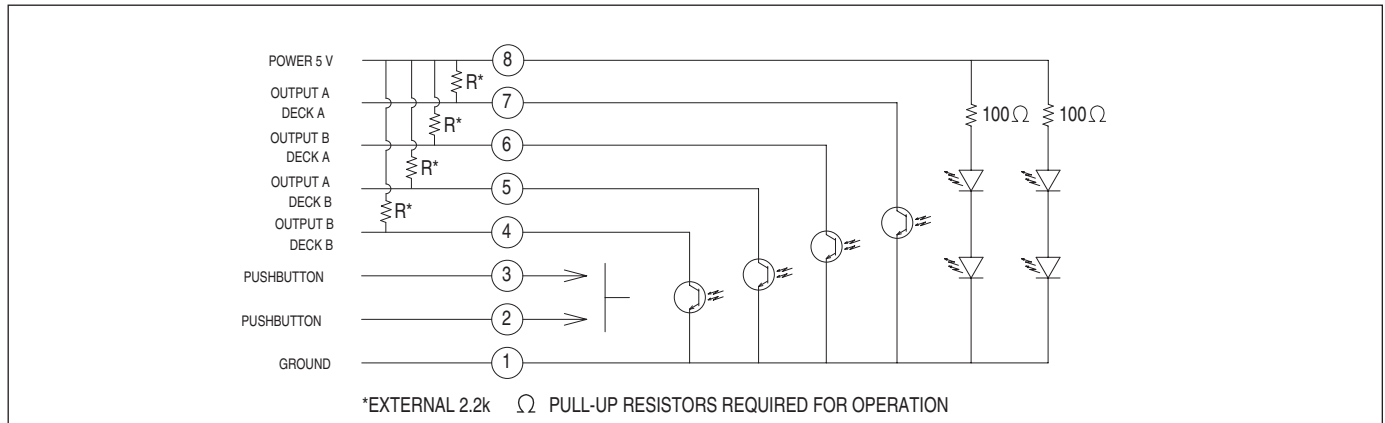 POWER 5 V
8
R*
OUTPUT A
DECK A
7
100Ω 100Ω
R*
OUTPUT B
DECK A
6
R*
OUTPUT A
DECK B
5
R*
OUTPUT B
DECK B
4
PUSHBUTTON
3
PUSHBUTTON
2
GROUND
1
*EXTERNAL 2.2k Ω PULL-UP RESISTORS REQUIRED FOR OPERATION